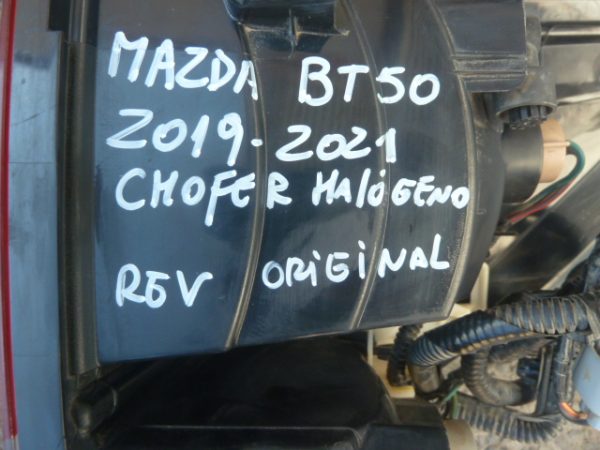 MAZDA BT50
2019-2021
CHOFER HALÓGENO
REV ORIGINAL